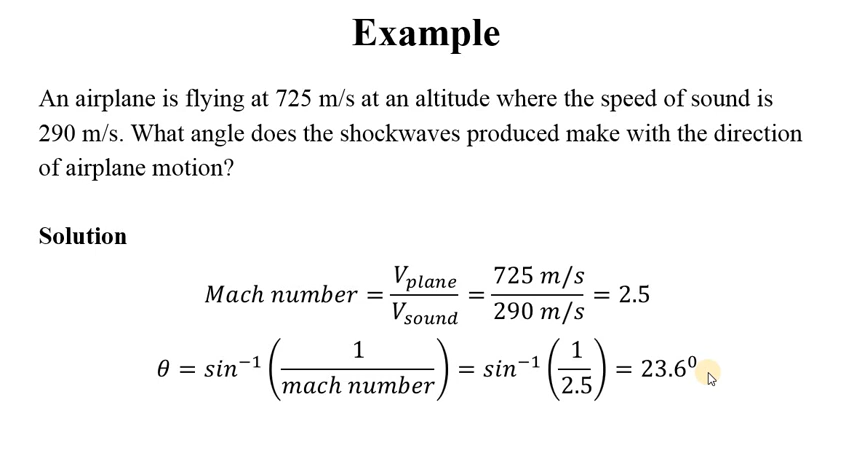 Example
An airplane is flying at 725 m/s at an altitude where the speed of sound is
290 m/s. What angle does the shockwaves produced make with the direction
of airplane motion?
Solution
Mach number = V_plane / V_sound = 725 m/s / 290 m/s = 2.5
θ = sin⁻¹(1 / mach number) = sin⁻¹(1 / 2.5) = 23.6⁰